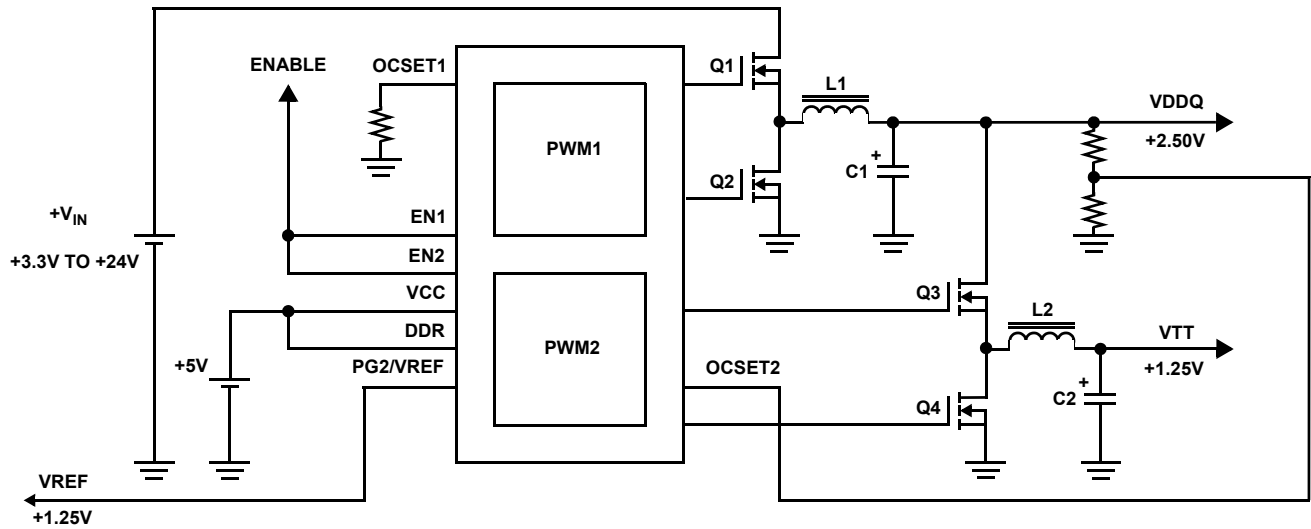 ENABLE
OCSET1
Q1
L1
VDDQ
+2.50V
PWM1
C1
+
Q2
+VIN
+3.3V TO +24V
EN1
EN2
VCC
DDR
PG2/VREF
+5V
PWM2
Q3
L2
VTT
+1.25V
OCSET2
Q4
C2
+
VREF
+1.25V